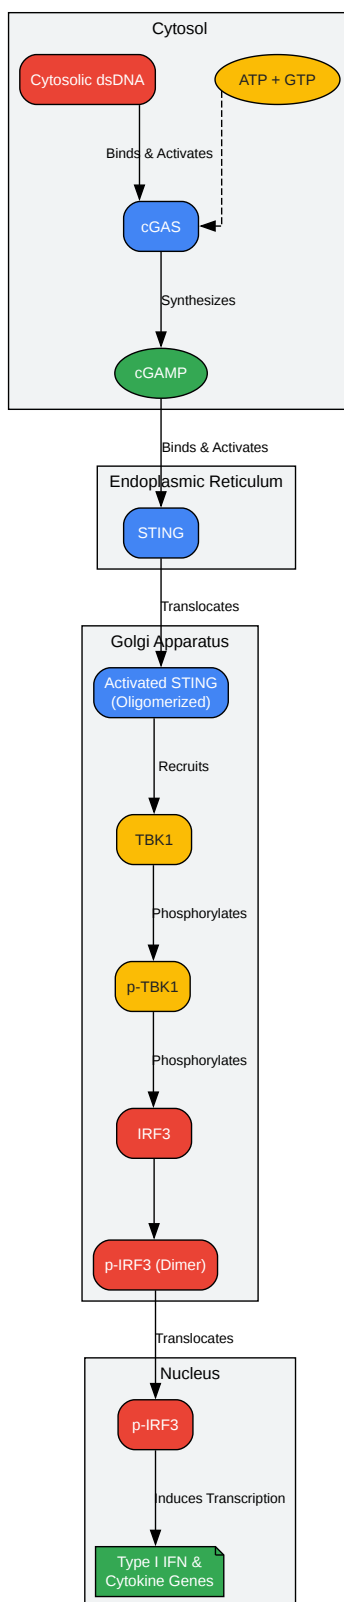 Cytosol
Cytosolic dsDNA
ATP + GTP
Binds & Activates
cGAS
Synthesizes
cGAMP
Binds & Activates
Endoplasmic Reticulum
STING
Translocates
Golgi Apparatus
Activated STING
(Oligomerized)
Recruits
TBK1
Phosphorylates
p-TBK1
Phosphorylates
IRF3
p-IRF3 (Dimer)
Translocates
Nucleus
p-IRF3
Induces Transcription
Type I IFN &
Cytokine Genes